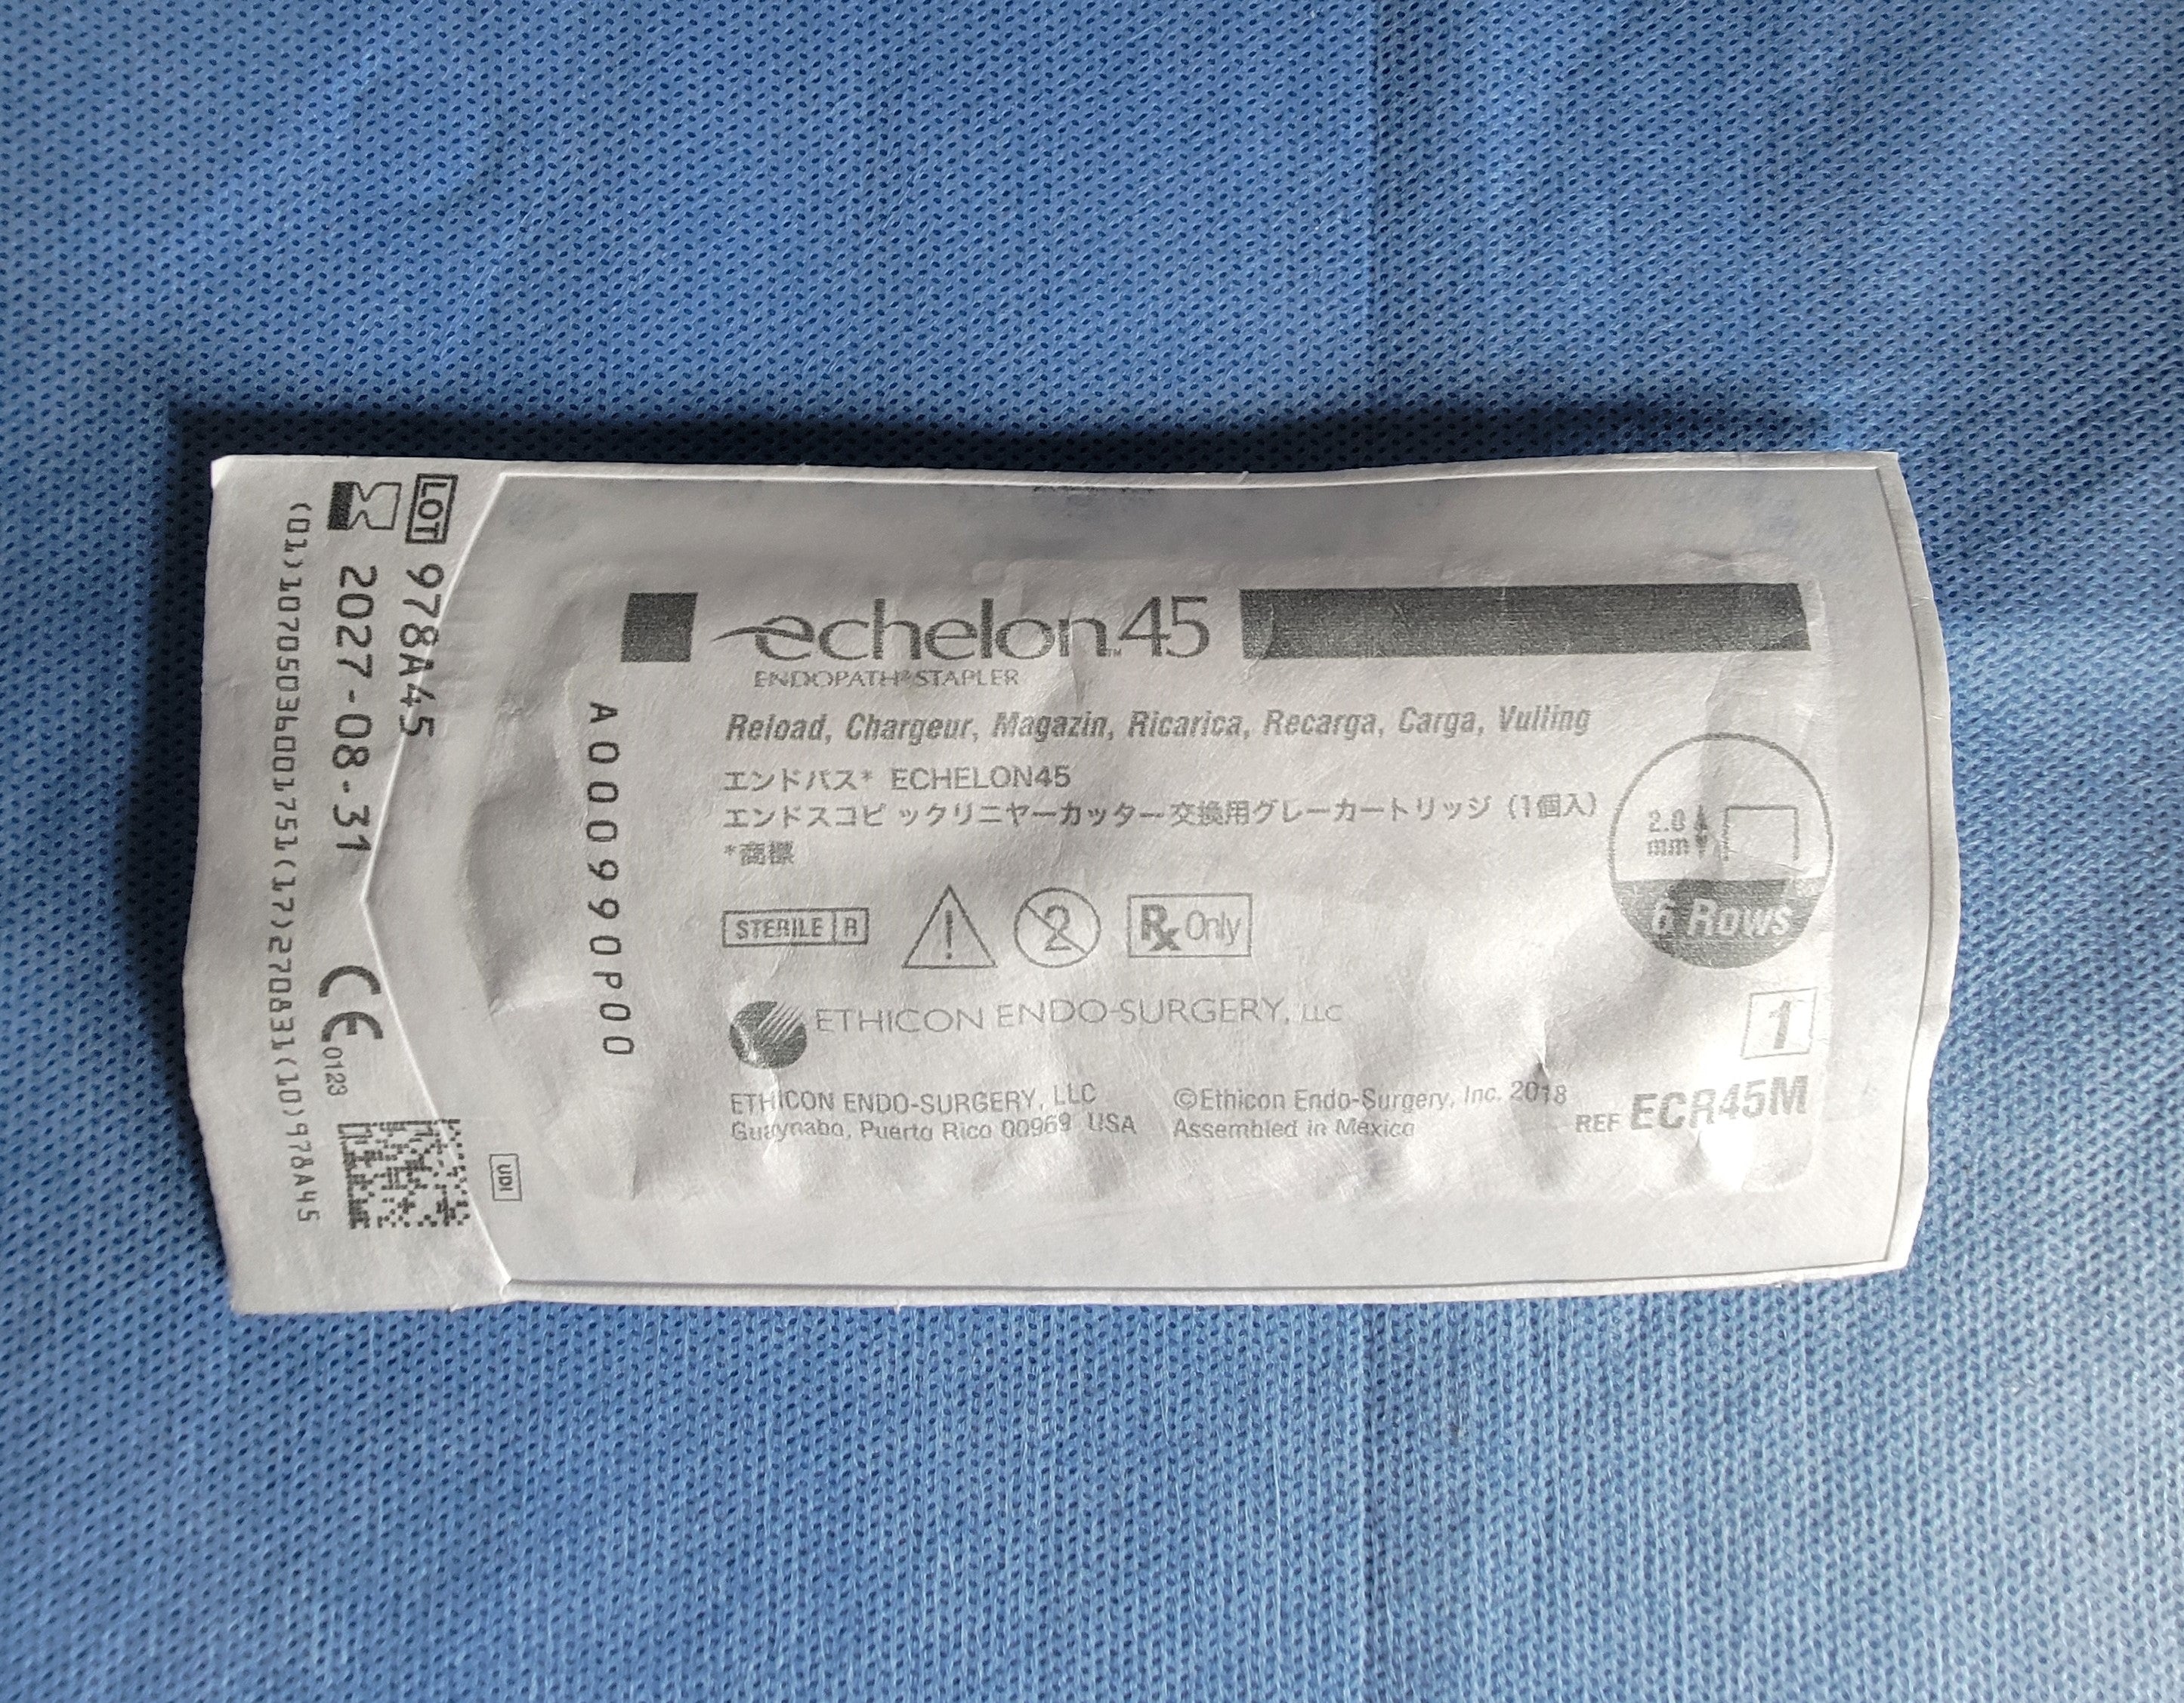 LOT 978A45
2027-08-31
(01)10705036001751(17)270831(10)978A45
CE 0123
UDI
A00990P00
echelon™45
ENDOPATH® STAPLER
Reload, Chargeur, Magazin, Ricarica, Recarga, Carga, Vulling
エンドパス* ECHELON45
エンドスコピックリニヤーカッター交換用グレーカートリッジ（1個入）
*商標
2.0
mm
6 Rows
STERILE R
2
Rx Only
ETHICON ENDO-SURGERY, LLC
1
ETHICON ENDO-SURGERY, LLC
Guaynabo, Puerto Rico 00969 USA
©Ethicon Endo-Surgery, Inc. 2018
Assembled in Mexico
REF ECR45M